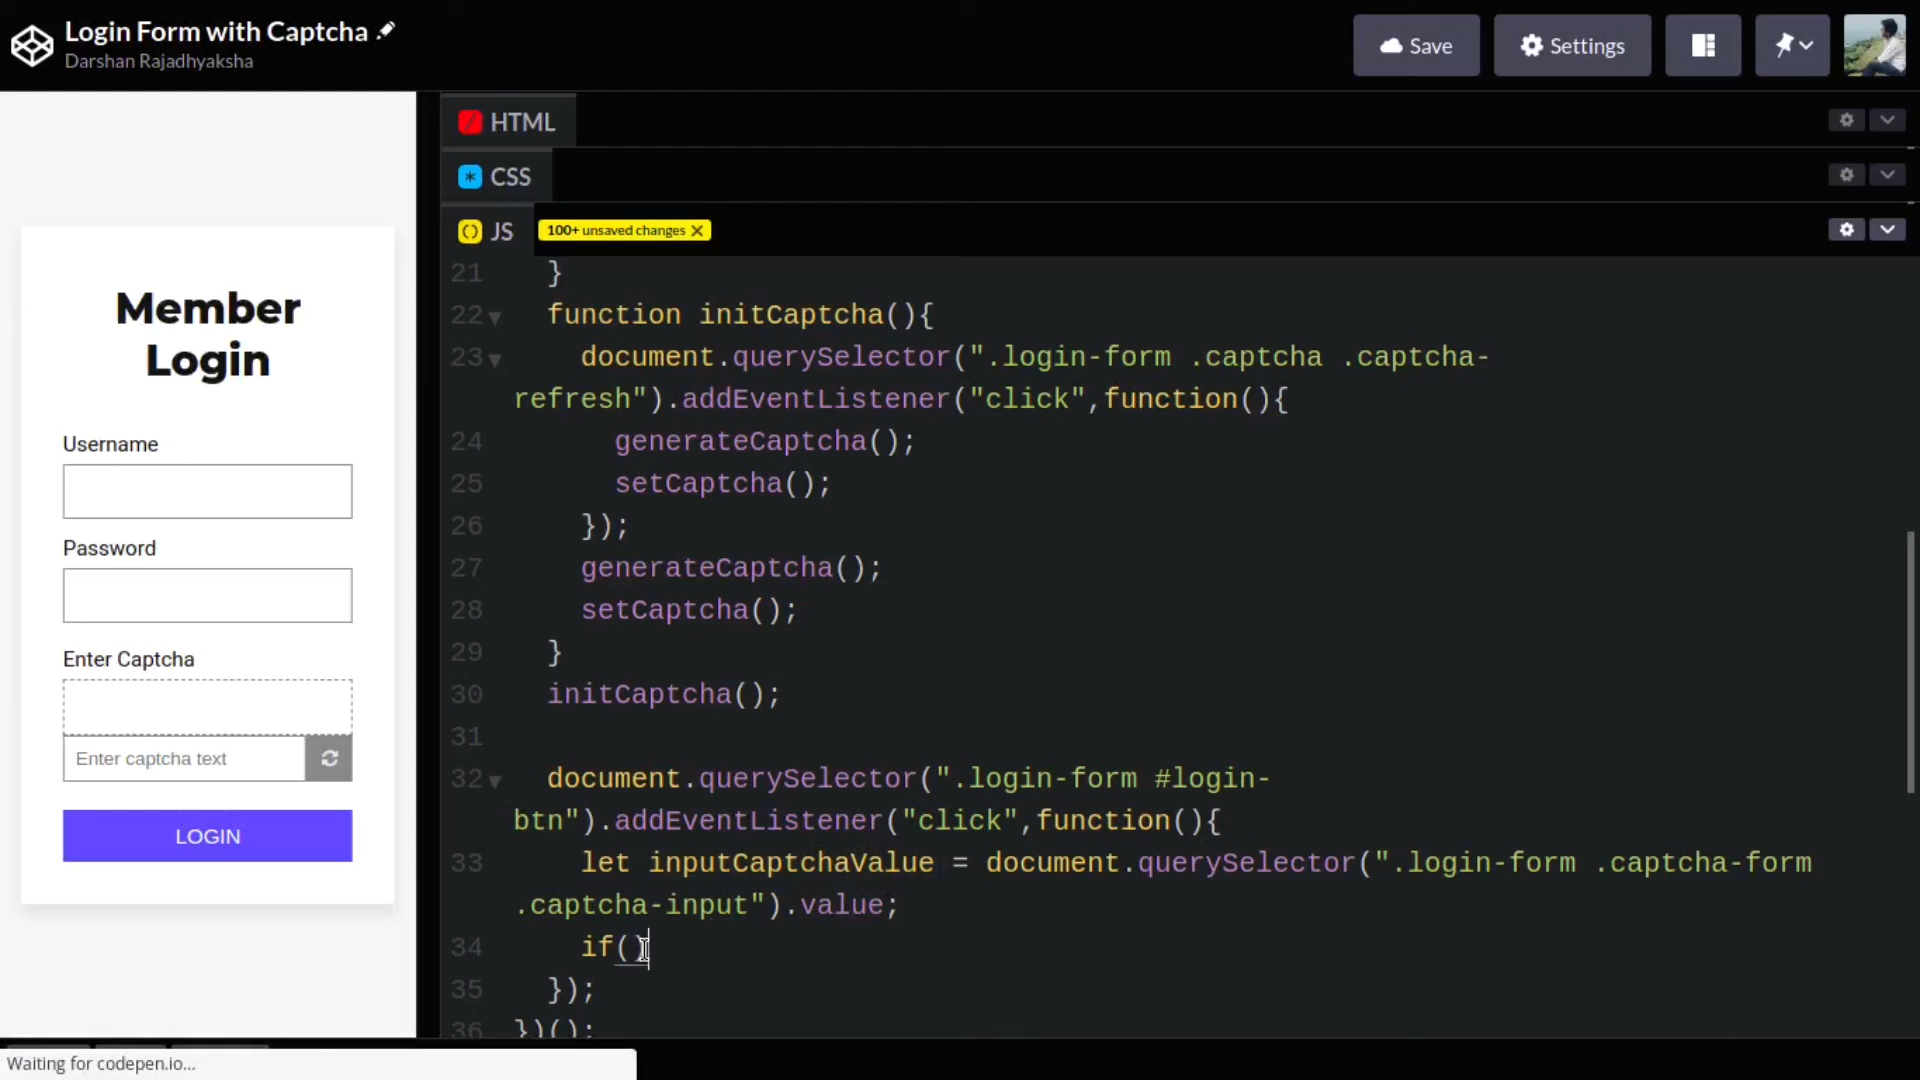 Login Form with Captcha
Darshan Rajadhyaksha
Save
Settings
HTML
CSS
JS
100+ unsaved changes
Member
Login
Username
Password
Enter Captcha
Enter captcha text
LOGIN
21 }
22 function initCaptcha(){
23 document.querySelector(".login-form .captcha .captcha-
refresh").addEventListener("click",function(){
24 generateCaptcha();
25 setCaptcha();
26 });
27 generateCaptcha();
28 setCaptcha();
29 }
30 initCaptcha();
31
32 document.querySelector(".login-form #login-
btn").addEventListener("click",function(){
33 let inputCaptchaValue = document.querySelector(".login-form .captcha-form
.captcha-input").value;
34 if()
35 });
36 })();
Waiting for codepen.io...